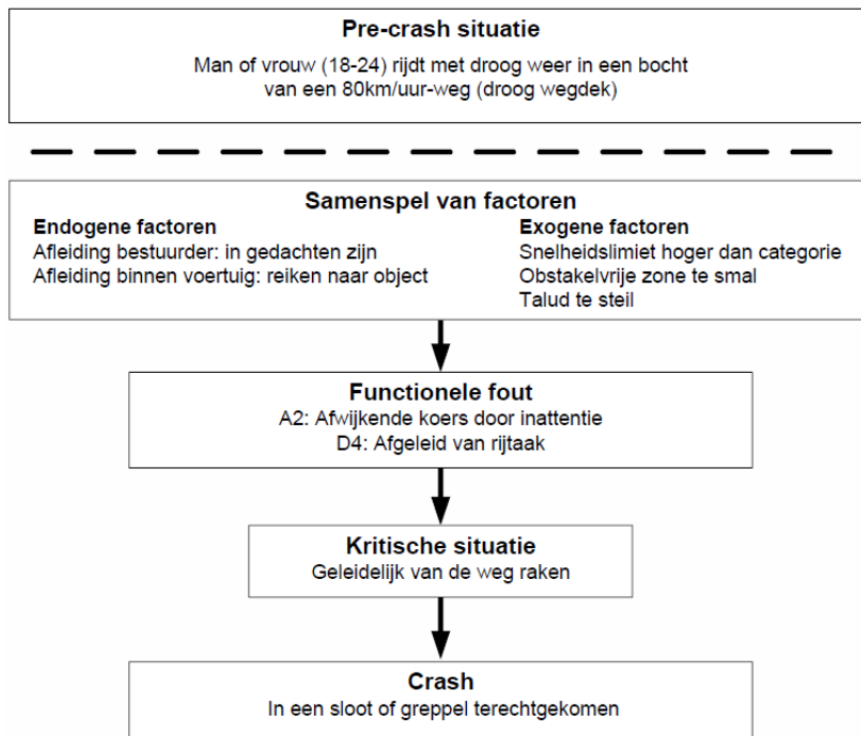 Pre-crash situatie
Man of vrouw (18-24) rijdt met droog weer in een bocht
van een 80km/uur-weg (droog wegdek)
Samenspel van factoren
Endogene factoren
Afleiding bestuurder: in gedachten zijn
Afleiding binnen voertuig: reiken naar object
Exogene factoren
Snelheidslimiet hoger dan categorie
Obstakelvrije zone te smal
Talud te steil
Functionele fout
A2: Afwijkende koers door inattentie
D4: Afgeleid van rijtaak
Kritische situatie
Geleidelijk van de weg raken
Crash
In een sloot of greppel terechtgekomen